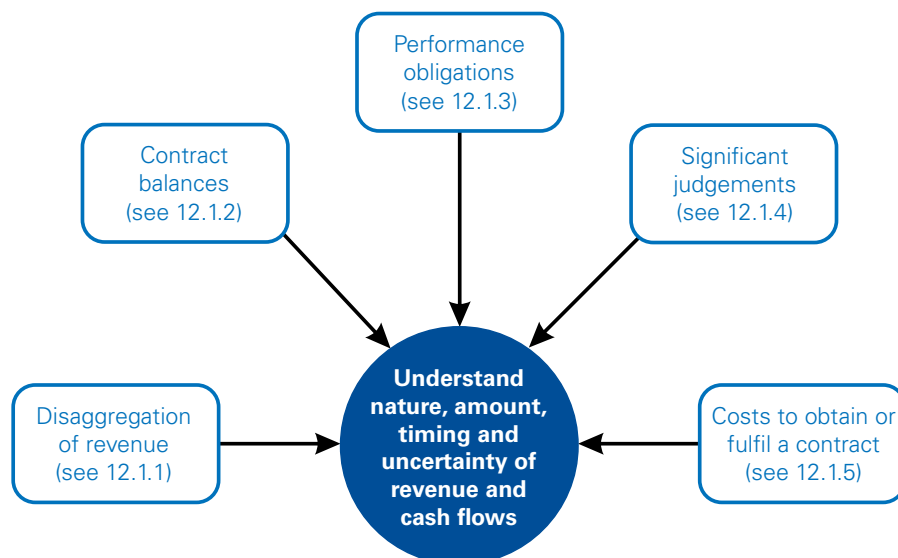 Performance
obligations
(see 12.1.3)
Contract
balances
(see 12.1.2)
Significant
judgements
(see 12.1.4)
Disaggregation
of revenue
(see 12.1.1)
Understand
nature, amount,
timing and
uncertainty of
revenue and
cash flows
Costs to obtain or
fulfil a contract
(see 12.1.5)